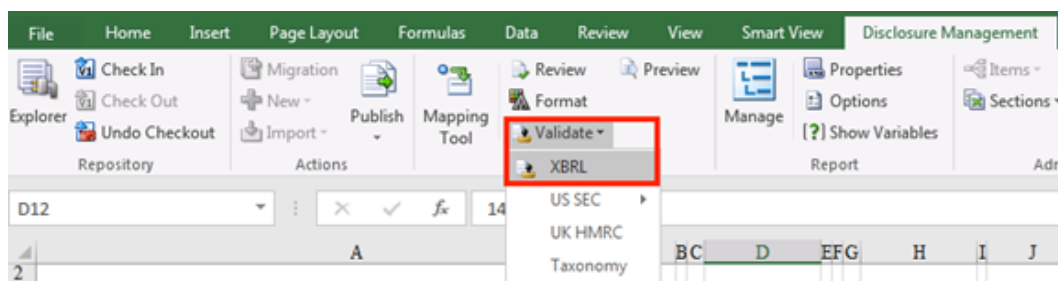 File Home Insert Page Layout Formulas Data Review View Smart View Disclosure Management
Check In Migration Review Preview Properties Items
Explorer Check Out New Publish Mapping Tool Format Manage Options Sections
Undo Checkout Import Validate [?] Show Variables
Repository Actions XBRL Report
D12 fx 14 US SEC
UK HMRC
A B C D E F G H I J
2 Taxonomy